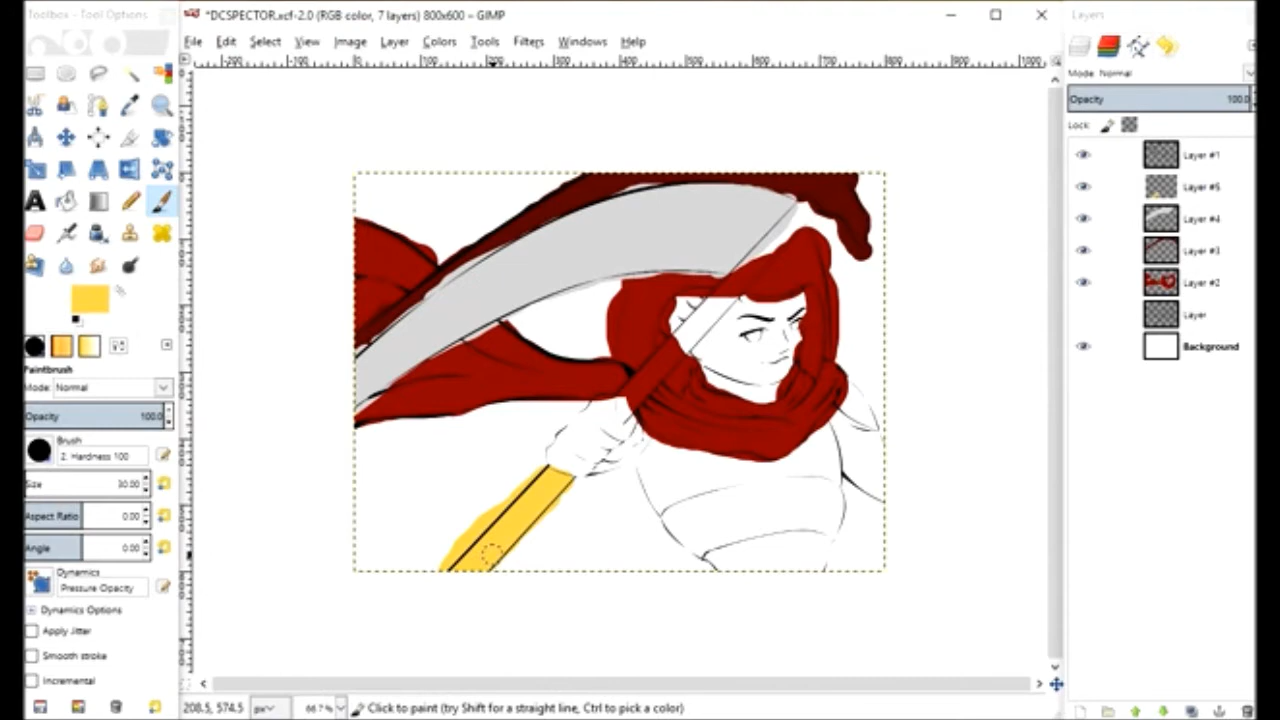 Toolbox - Tool Options
*DCSPECTOR.xcf-2.0 (RGB color, 7 layers) 800x600 – GIMP
Layers
File Edit Select View Image Layer Colors Tools Filters Windows Help
Mode: Normal
Opacity 100.0
Lock:
Layer #1
Layer #5
Layer #4
Layer #3
Layer #2
Layer
Background
Paintbrush
Mode: Normal
Opacity 100.0
Brush
2. Hardness 100
Size 30.00
Aspect Ratio 0.00
Angle 0.00
Dynamics
Pressure Opacity
Dynamics Options
Apply Jitter
Smooth stroke
Incremental
208.5, 574.5 px 66.7 % Click to paint (try Shift for a straight line, Ctrl to pick a color)